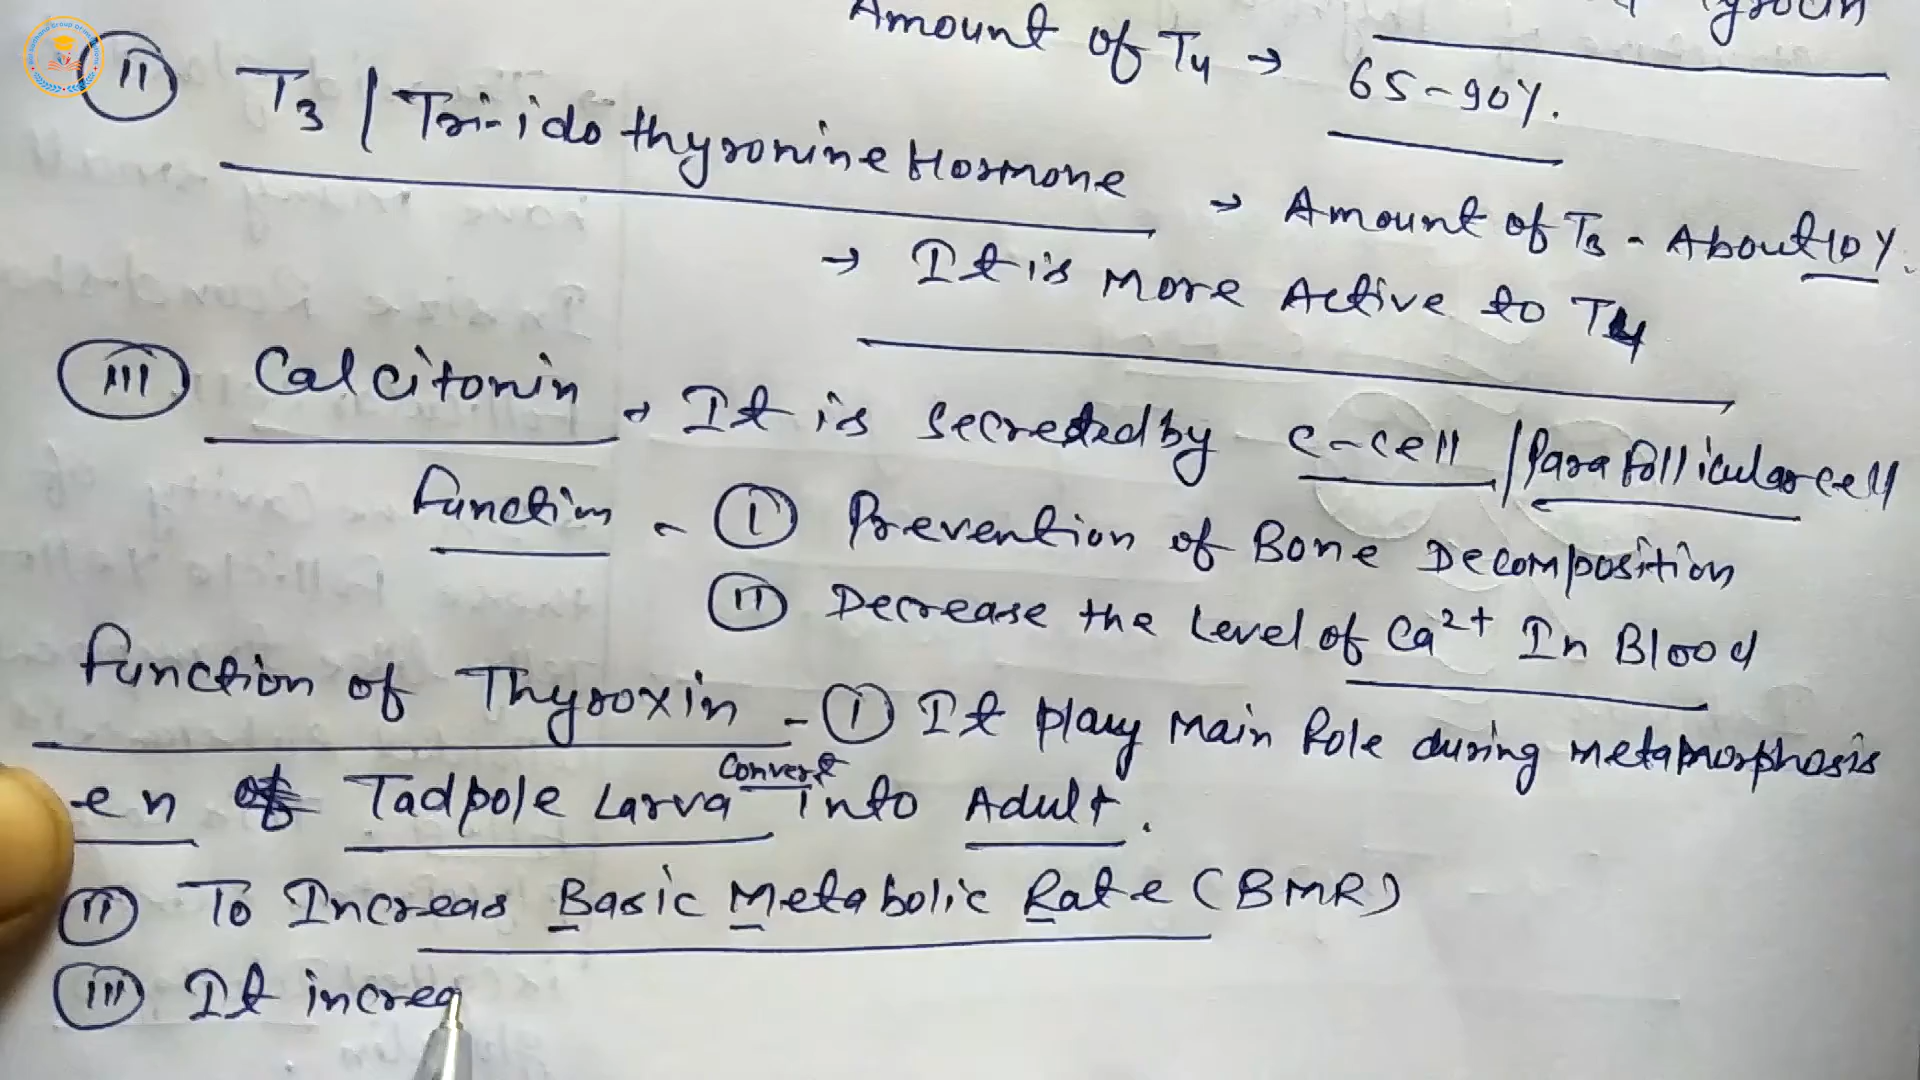 Amount of T4 → 65-90%.
II T3 / Tri-ido thyronine Hormone
→ Amount of T3 - About 10%.
→ It is More Active to T4
III Calcitonin → It is secreted by C-cell / Parafollicular cell
Function - I Prevention of Bone Decomposition
II Decrease the Level of Ca2+ In Blood
Function of Thyroxin - I It play Main Role during metamorphosis
en Tadpole Larva Convert into Adult.
II To Increas Basic Metabolic Rate (BMR)
III It increa